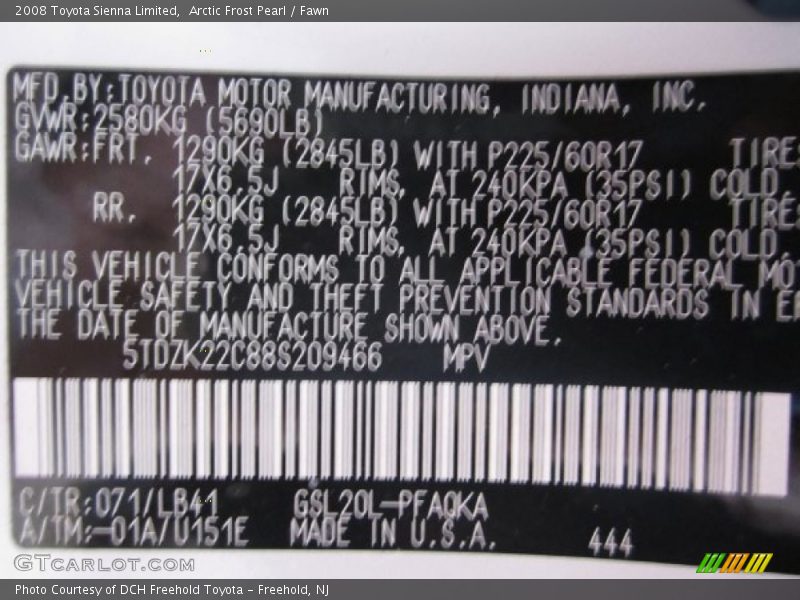 2008 Toyota Sienna Limited,  Arctic Frost Pearl / Fawn
MFD.BY:TOYOTA MOTOR MANUFACTURING, INDIANA, INC.
GVWR:2580KG (5690LB)
GAWR:FRT. 1290KG (2845LB) WITH P225/60R17 TIRES
17X6.5J RIMS, AT 240KPA (35PSI) COLD.
RR. 1290KG (2845LB) WITH P225/60R17 TIRES
17X6.5J RIMS, AT 240KPA (35PSI) COLD.
THIS VEHICLE CONFORMS TO ALL APPLICABLE FEDERAL MO
VEHICLE SAFETY AND THEFT PREVENTION STANDARDS IN E
THE DATE OF MANUFACTURE SHOWN ABOVE.
5TDZK22C88S209466 MPV
C/TR:071/LB41 GSL20L-PFAQKA
A/TM:-01A/U151E MADE IN U.S.A. 444
GTCARLOT.COM
Photo Courtesy of DCH Freehold Toyota - Freehold, NJ